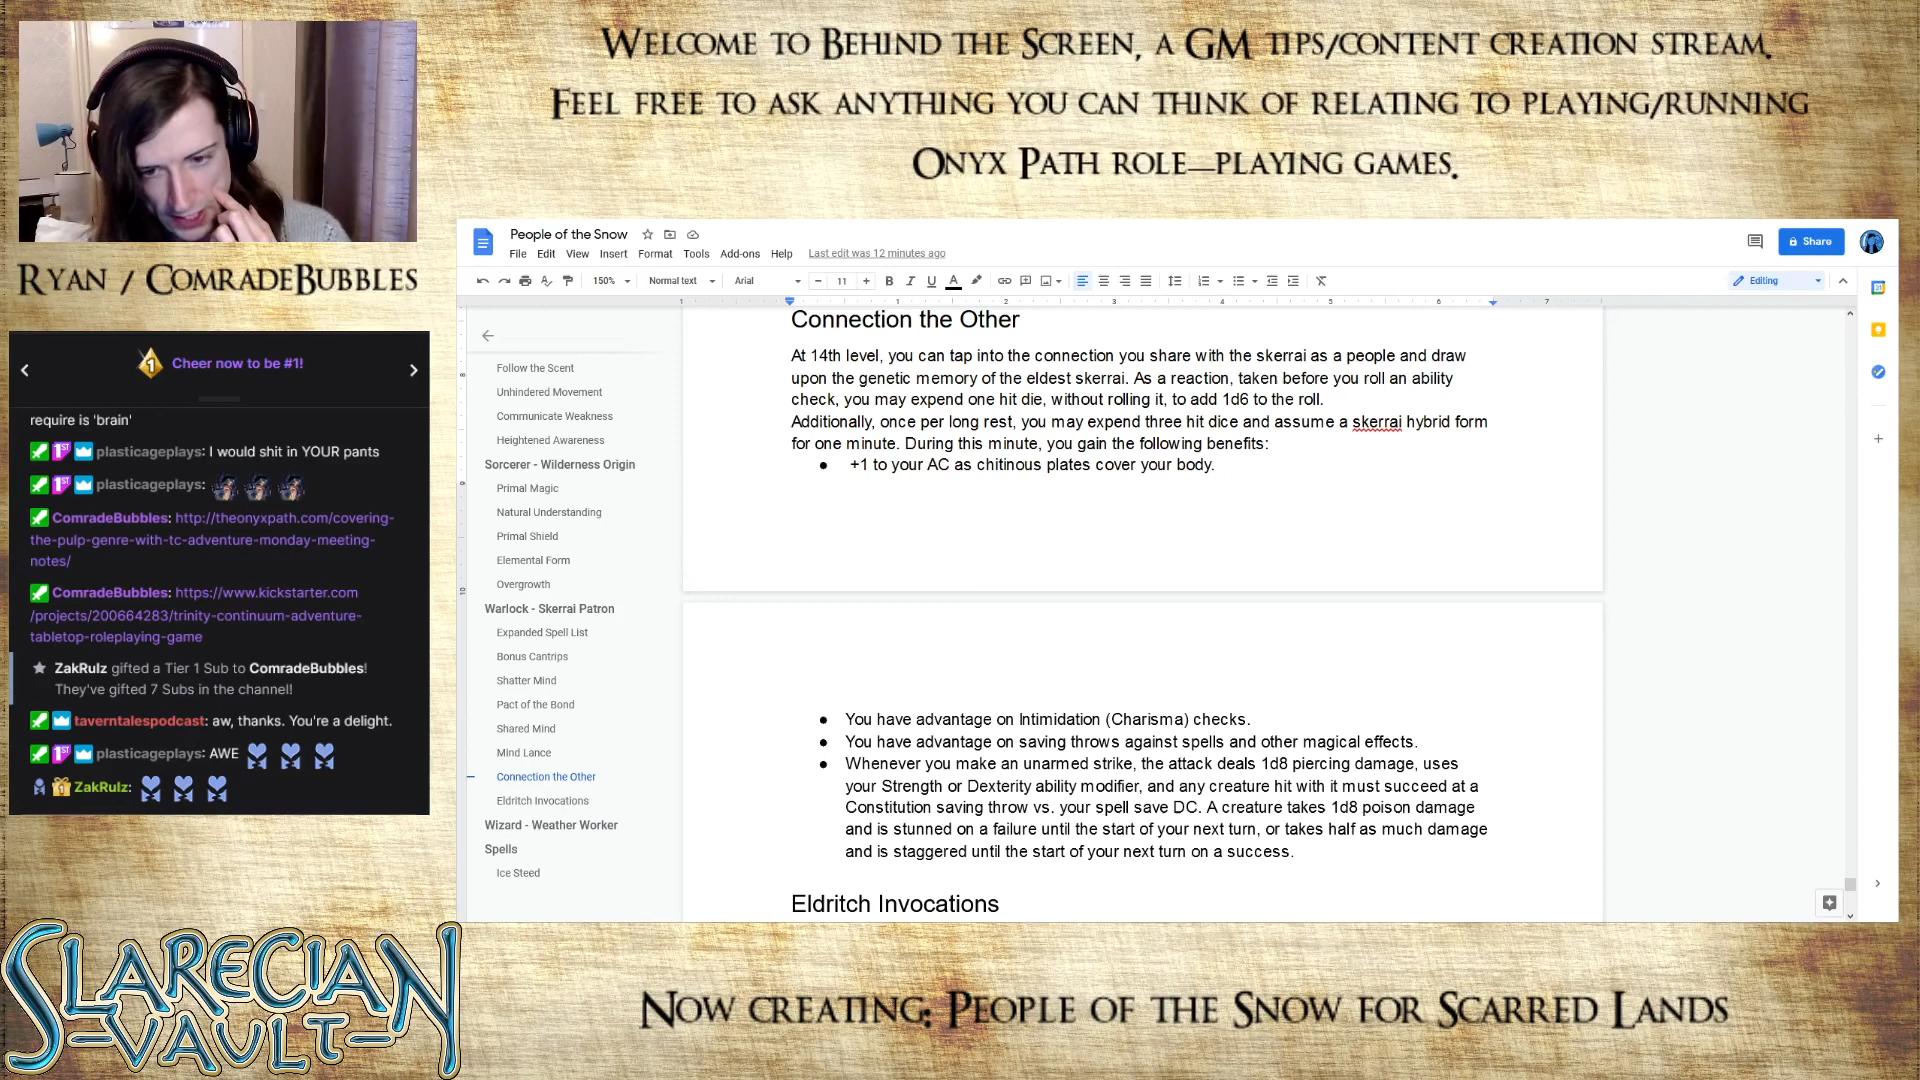 WELCOME TO BEHIND THE SCREEN, A GM TIPS/CONTENT CREATION STREAM.
FEEL FREE TO ASK ANYTHING YOU CAN THINK OF RELATING TO PLAYING/RUNNING
ONYX PATH ROLE—PLAYING GAMES.
RYAN / COMRADEBUBBLES
Cheer now to be #1!
require is 'brain'
plasticageplays: I would shit in YOUR pants
plasticageplays:
ComradeBubbles: http://theonyxpath.com/covering-
the-pulp-genre-with-tc-adventure-monday-meeting-
notes/
ComradeBubbles: https://www.kickstarter.com
/projects/200664283/trinity-continuum-adventure-
tabletop-roleplaying-game
ZakRulz gifted a Tier 1 Sub to ComradeBubbles!
They've gifted 7 Subs in the channel!
taverntalespodcast: aw, thanks. You're a delight.
plasticageplays: AWE
ZakRulz:
SLARECIAN
VAULT
People of the Snow
File Edit View Insert Format Tools Add-ons Help Last edit was 12 minutes ago
Share
150% Normal text Arial 11 Editing
1 1 2 3 4 5 6 7
Follow the Scent
Unhindered Movement
Communicate Weakness
Heightened Awareness
Sorcerer - Wilderness Origin
Primal Magic
Natural Understanding
Primal Shield
Elemental Form
Overgrowth
Warlock - Skerrai Patron
Expanded Spell List
Bonus Cantrips
Shatter Mind
Pact of the Bond
Shared Mind
Mind Lance
Connection the Other
Eldritch Invocations
Wizard - Weather Worker
Spells
Ice Steed
Connection the Other
At 14th level, you can tap into the connection you share with the skerrai as a people and draw
upon the genetic memory of the eldest skerrai. As a reaction, taken before you roll an ability
check, you may expend one hit die, without rolling it, to add 1d6 to the roll.
Additionally, once per long rest, you may expend three hit dice and assume a skerrai hybrid form
for one minute. During this minute, you gain the following benefits:
● +1 to your AC as chitinous plates cover your body.
● You have advantage on Intimidation (Charisma) checks.
● You have advantage on saving throws against spells and other magical effects.
● Whenever you make an unarmed strike, the attack deals 1d8 piercing damage, uses
your Strength or Dexterity ability modifier, and any creature hit with it must succeed at a
Constitution saving throw vs. your spell save DC. A creature takes 1d8 poison damage
and is stunned on a failure until the start of your next turn, or takes half as much damage
and is staggered until the start of your next turn on a success.
Eldritch Invocations
NOW CREATING: PEOPLE OF THE SNOW FOR SCARRED LANDS